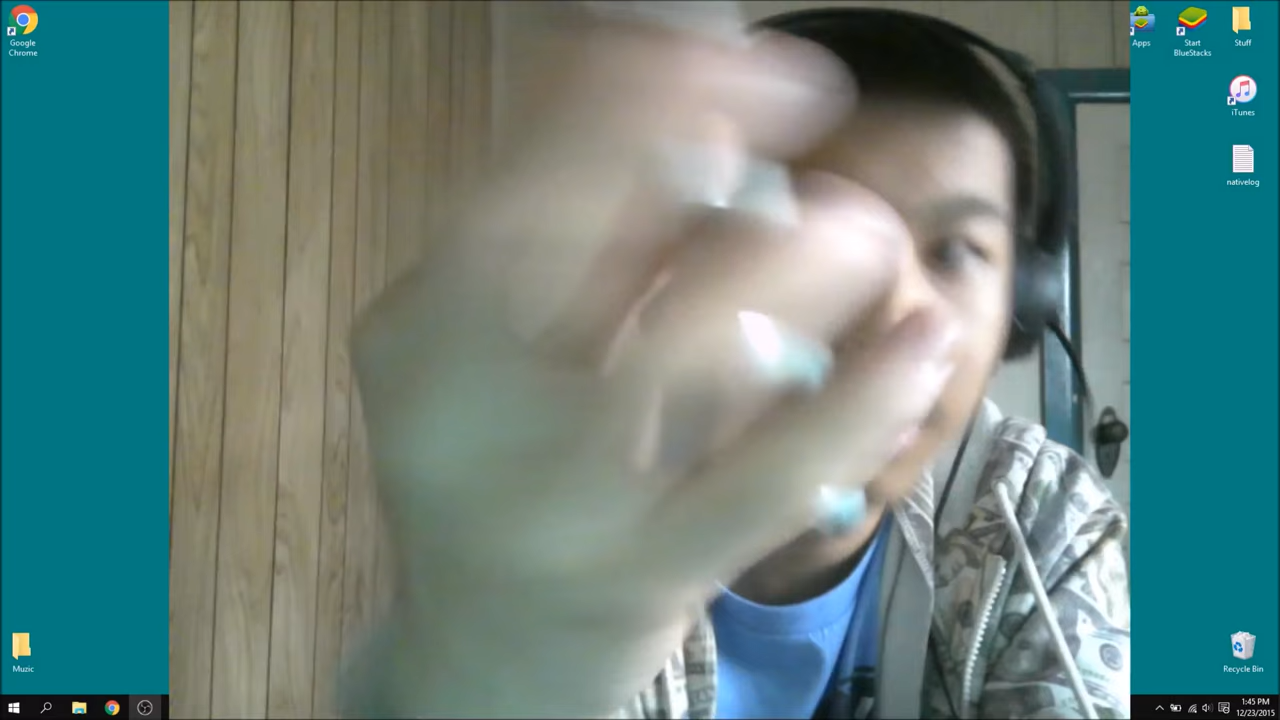 Google
Chrome
Apps
Start
BlueStacks
Stuff
iTunes
nativelog
Muzic
Recycle Bin
1:45 PM
12/23/2015